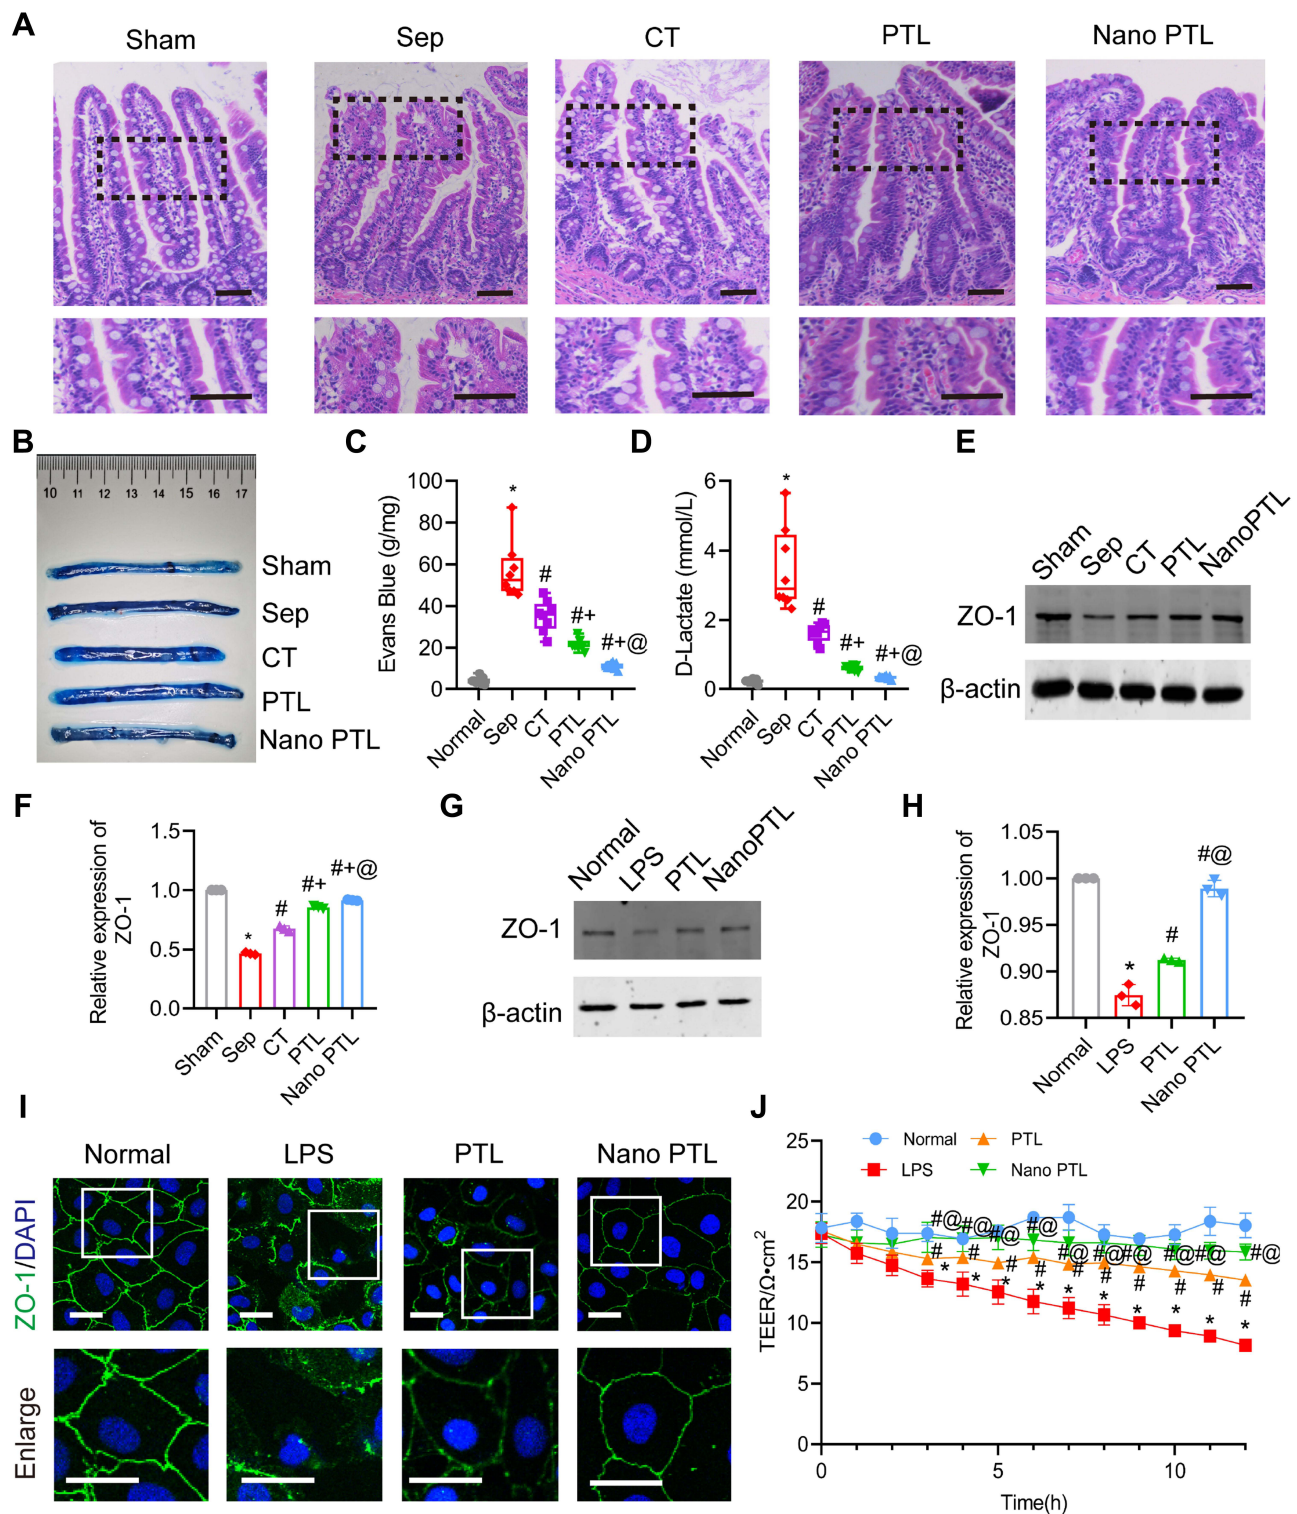 A
Sham
Sep
CT
PTL
Nano PTL
B
10 11 12 13 14 15 16 17
Sham
Sep
CT
PTL
Nano PTL
C
Evans Blue (g/mg)
100
80
60
40
20
0
*
#
#+
#+@
Normal
Sep
CT
PTL
Nano PTL
D
D-Lactate (mmol/L)
6
4
2
0
*
#
#+
#+@
Normal
Sep
CT
PTL
Nano PTL
E
Sham
Sep
CT
PTL
NanoPTL
ZO-1
β-actin
F
Relative expression of
ZO-1
1.5
1.0
0.5
0.0
*
#
#+
#+@
Sham
Sep
CT
PTL
Nano PTL
G
Normal
LPS
PTL
NanoPTL
ZO-1
β-actin
H
Relative expression of
ZO-1
1.05
1.00
0.95
0.90
0.85
*
#
#@
Normal
LPS
PTL
Nano PTL
I
Normal
LPS
PTL
Nano PTL
ZO-1/DAPI
Enlarge
J
TEER/Ω•cm2
25
20
15
10
5
0
Normal
PTL
LPS
Nano PTL
#@ #@ #@ #@ #@ #@ #@ #@ #@ #@
# # # # # # # # # #
* * * * * * * * * *
0
5
10
Time(h)